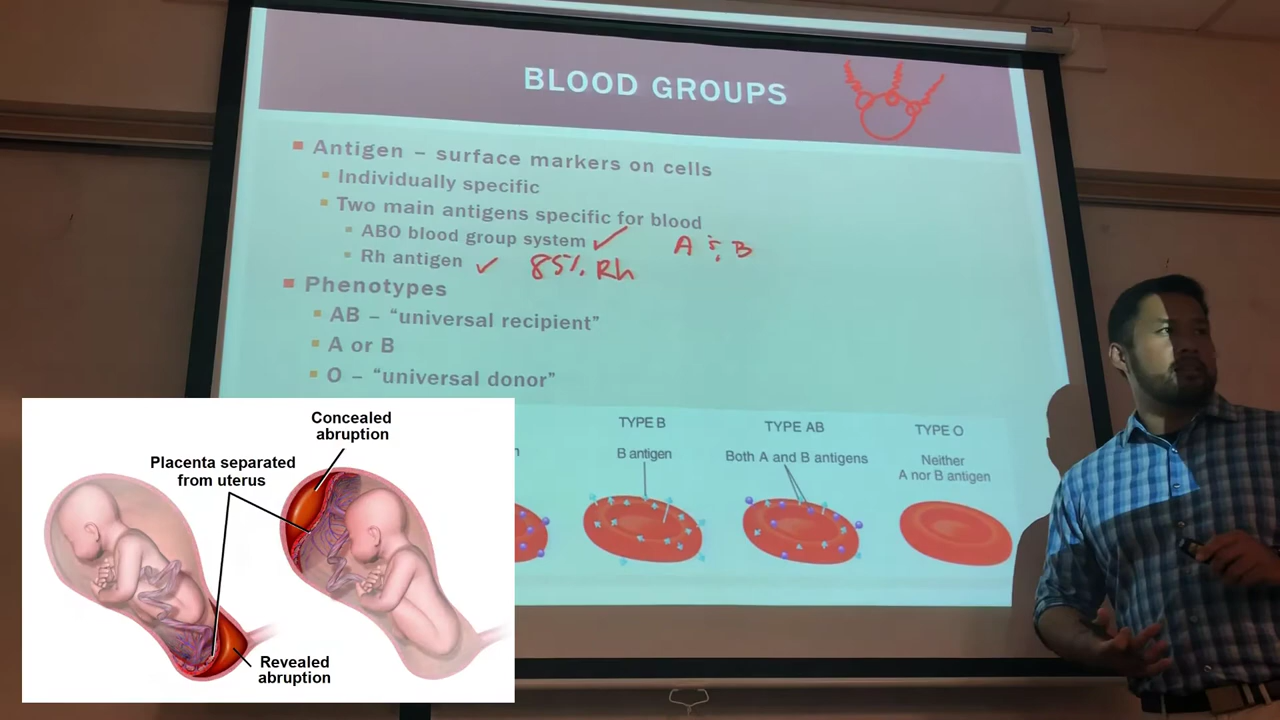 BLOOD GROUPS
Antigen – surface markers on cells
Individually specific
Two main antigens specific for blood
ABO blood group system ✓ A & B
Rh antigen ✓ 85% Rh
Phenotypes
AB – “universal recipient”
A or B
O – “universal donor”
TYPE B
B antigen
TYPE AB
Both A and B antigens
TYPE O
Neither
A nor B antigen
Concealed
abruption
Placenta separated
from uterus
Revealed
abruption